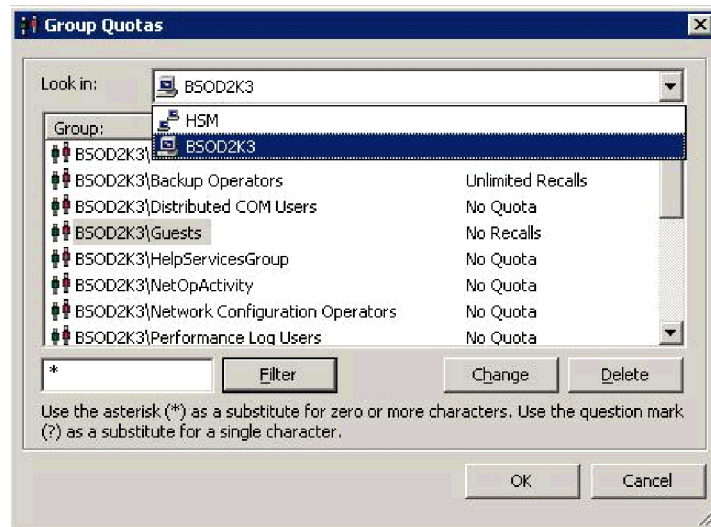 Group Quotas
Look in:
BSOD2K3
HSM
BSOD2K3
Group:
BSOD2K3\
BSOD2K3\Backup Operators Unlimited Recalls
BSOD2K3\Distributed COM Users No Quota
BSOD2K3\Guests No Recalls
BSOD2K3\HelpServicesGroup No Quota
BSOD2K3\NetOpActivity No Quota
BSOD2K3\Network Configuration Operators No Quota
BSOD2K3\Performance Log Users No Quota
* Filter Change Delete
Use the asterisk (*) as a substitute for zero or more characters. Use the question mark
(?) as a substitute for a single character.
OK Cancel